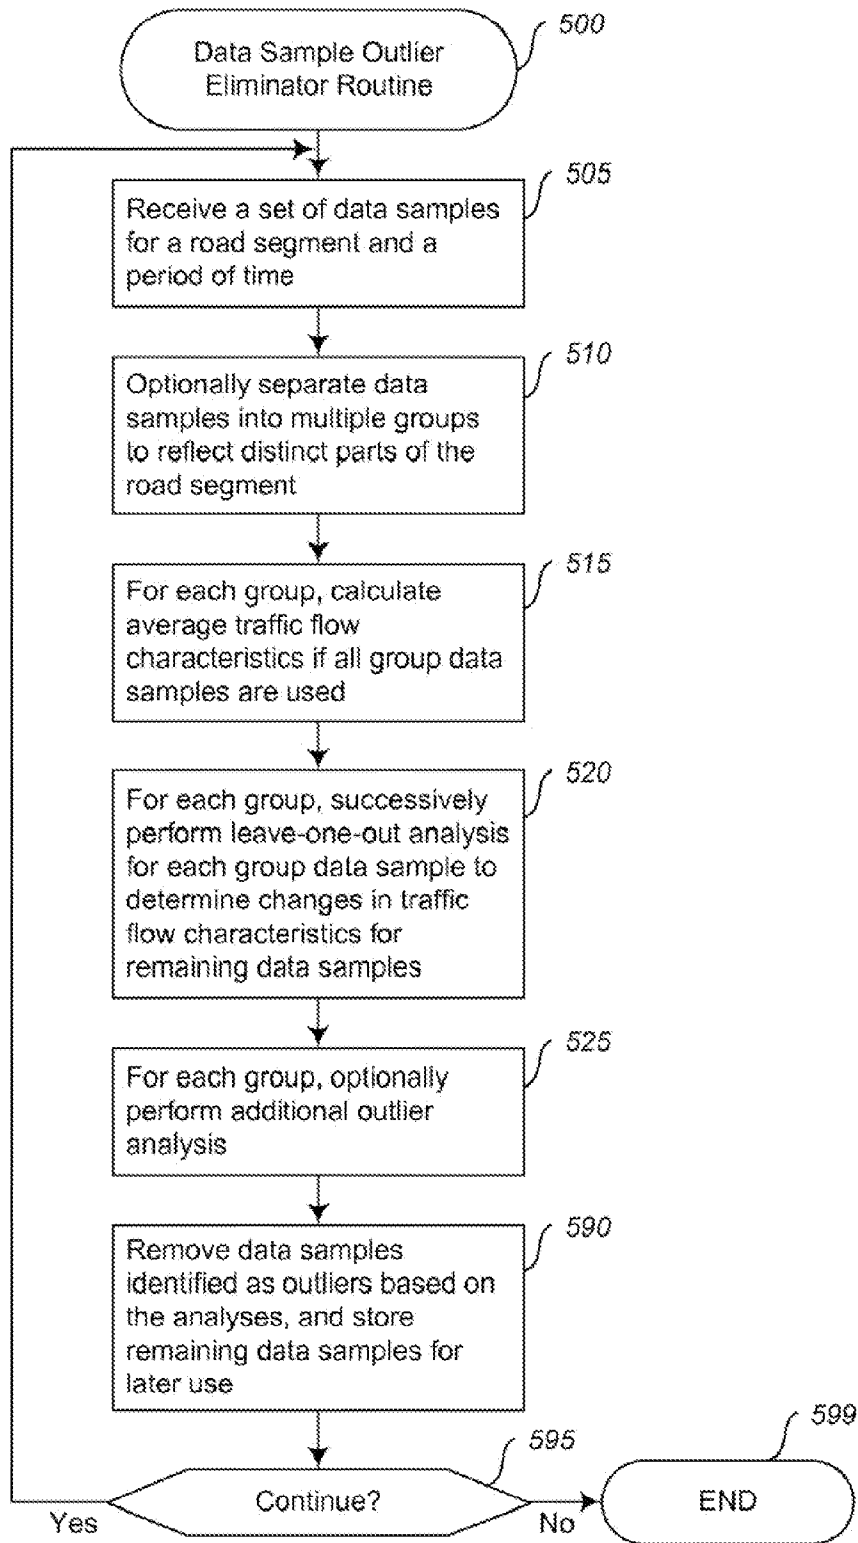 Data Sample Outlier
Eliminator Routine
500
505
Receive a set of data samples
for a road segment and a
period of time
510
Optionally separate data
samples into multiple groups
to reflect distinct parts of the
road segment
515
For each group, calculate
average traffic flow
characteristics if all group data
samples are used
520
For each group, successively
perform leave-one-out analysis
for each group data sample to
determine changes in traffic
flow characteristics for
remaining data samples
525
For each group, optionally
perform additional outlier
analysis
590
Remove data samples
identified as outliers based on
the analyses, and store
remaining data samples for
later use
595
Continue?
Yes
No
599
END